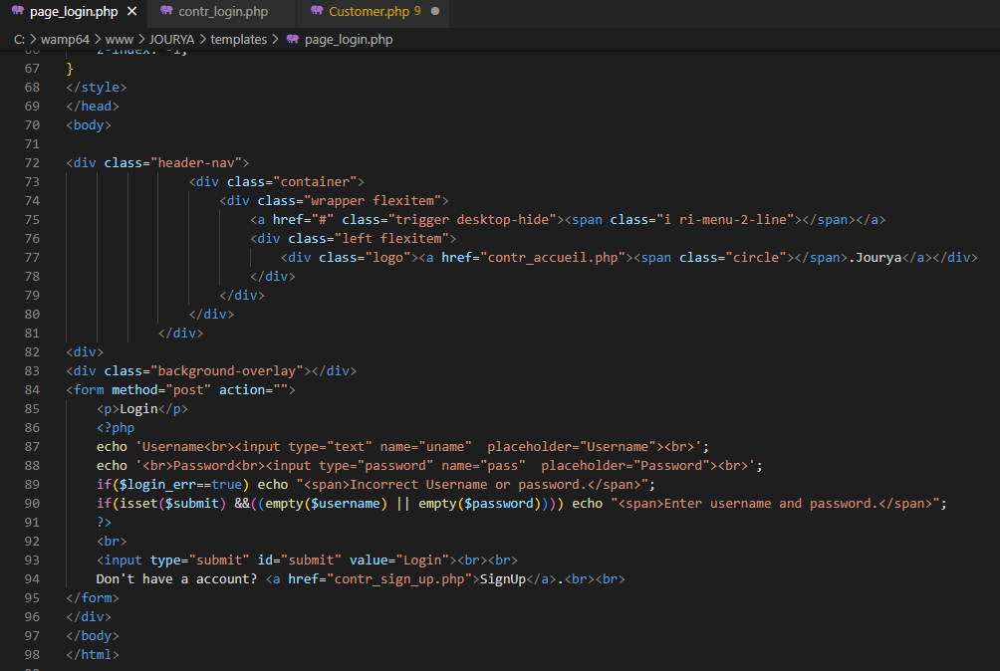 page_login.php × contr_login.php Customer.php 9 ●
C: > wamp64 > www > JOURYA > templates > page_login.php
66 z-index: -1;
67 }
68 </style>
69 </head>
70 <body>
71
72 <div class="header-nav">
73 <div class="container">
74 <div class="wrapper flexitem">
75 <a href="#" class="trigger desktop-hide"><span class="i ri-menu-2-line"></span></a>
76 <div class="left flexitem">
77 <div class="logo"><a href="contr_accueil.php"><span class="circle"></span>.Jourya</a></div>
78 </div>
79 </div>
80 </div>
81 </div>
82 <div>
83 <div class="background-overlay"></div>
84 <form method="post" action="">
85 <p>Login</p>
86 <?php
87 echo 'Username<br><input type="text" name="uname"  placeholder="Username"><br>';
88 echo '<br>Password<br><input type="password" name="pass"  placeholder="Password"><br>';
89 if($login_err==true) echo "<span>Incorrect Username or password.</span>";
90 if(isset($submit) &&((empty($username) || empty($password)))) echo "<span>Enter username and password.</span>";
91 ?>
92 <br>
93 <input type="submit" id="submit" value="Login"><br><br>
94 Don't have a account? <a href="contr_sign_up.php">SignUp</a>.<br><br>
95 </form>
96 </div>
97 </body>
98 </html>